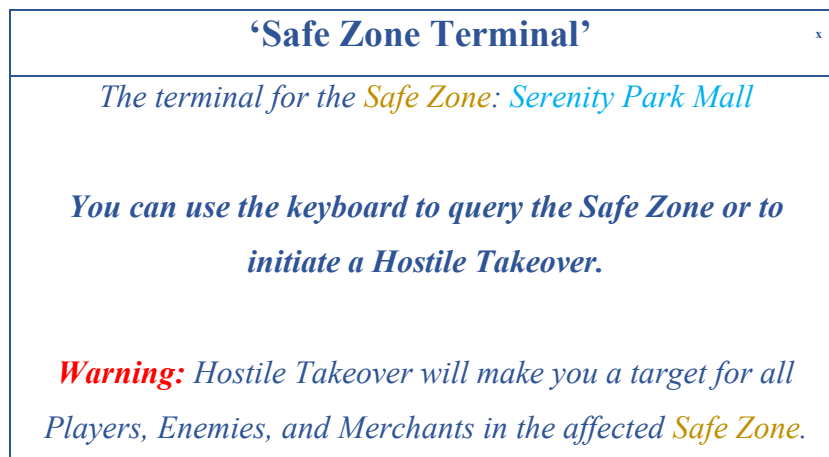 ‘Safe Zone Terminal’ x
The terminal for the Safe Zone: Serenity Park Mall
You can use the keyboard to query the Safe Zone or to
initiate a Hostile Takeover.
Warning: Hostile Takeover will make you a target for all
Players, Enemies, and Merchants in the affected Safe Zone.